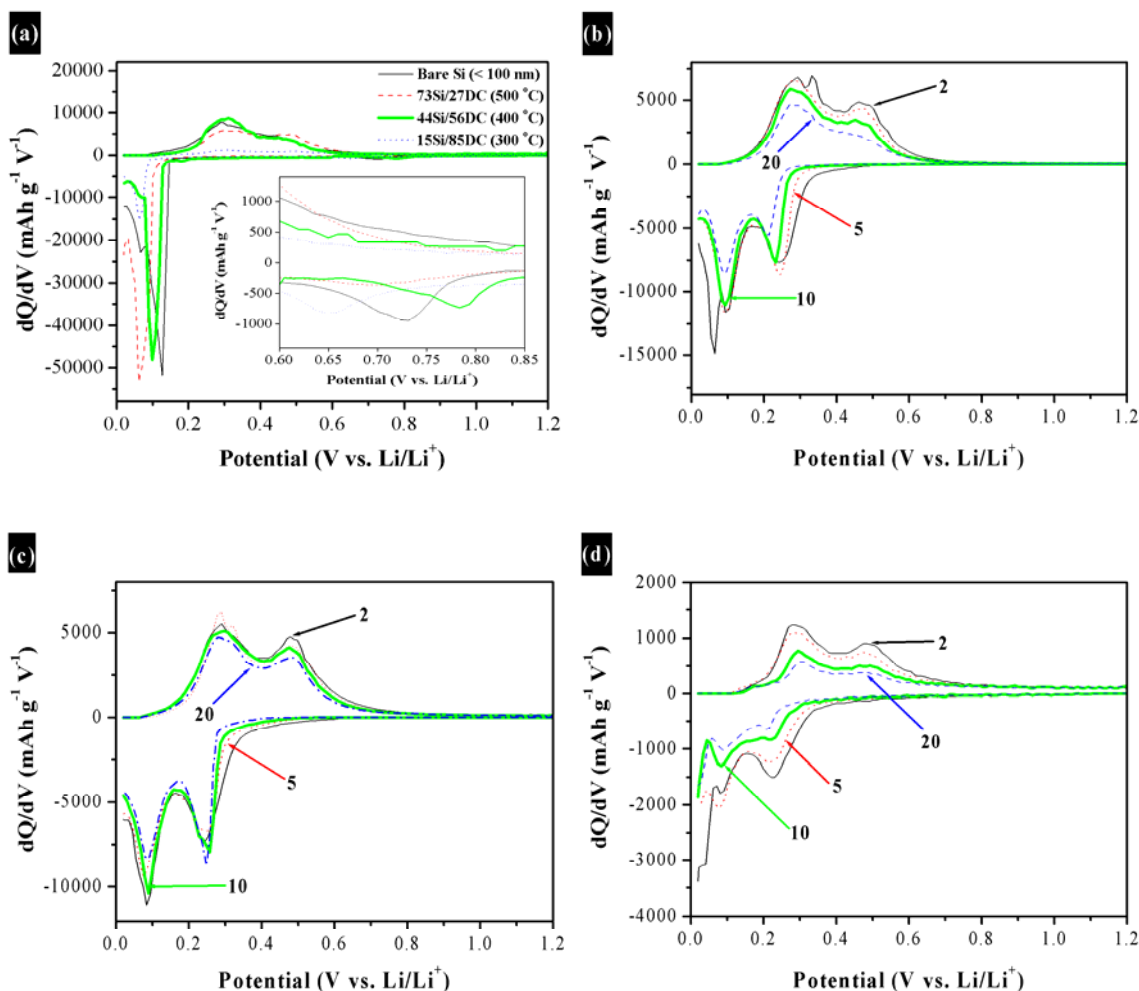 (a)
20000
10000
0
-10000
-20000
-30000
-40000
-50000
dQ/dV (mAh g⁻¹ V⁻¹)
Bare Si (< 100 nm)
73Si/27DC (500 °C)
44Si/56DC (400 °C)
15Si/85DC (300 °C)
1000
500
0
-500
-1000
dQ/dV (mAh g⁻¹ V⁻¹)
0.60 0.65 0.70 0.75 0.80 0.85
Potential (V vs. Li/Li⁺)
0.0 0.2 0.4 0.6 0.8 1.0 1.2
Potential (V vs. Li/Li⁺)
(b)
5000
0
-5000
-10000
-15000
dQ/dV (mAh g⁻¹ V⁻¹)
2
20
5
10
0.0 0.2 0.4 0.6 0.8 1.0 1.2
Potential (V vs. Li/Li⁺)
(c)
5000
0
-5000
-10000
dQ/dV (mAh g⁻¹ V⁻¹)
2
20
5
10
0.0 0.2 0.4 0.6 0.8 1.0 1.2
Potential (V vs. Li/Li⁺)
(d)
2000
1000
0
-1000
-2000
-3000
-4000
dQ/dV (mAh g⁻¹ V⁻¹)
2
20
5
10
0.0 0.2 0.4 0.6 0.8 1.0 1.2
Potential (V vs. Li/Li⁺)